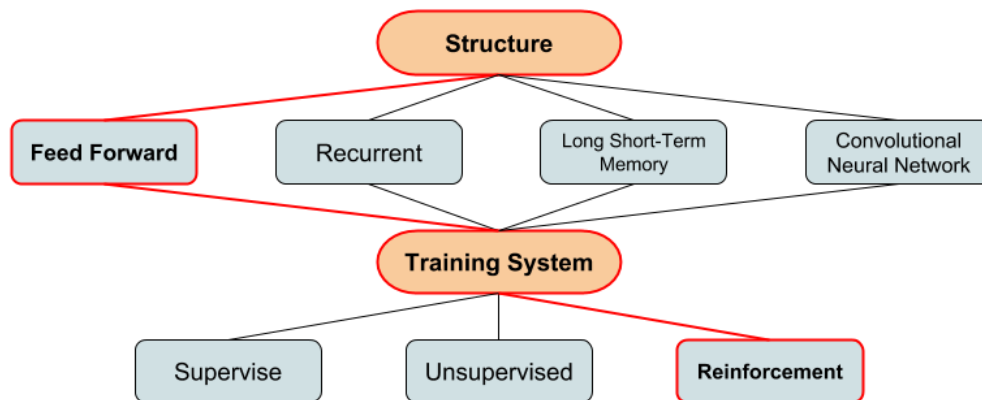 Structure
Feed Forward
Recurrent
Long Short-Term
Memory
Convolutional
Neural Network
Training System
Supervise
Unsupervised
Reinforcement